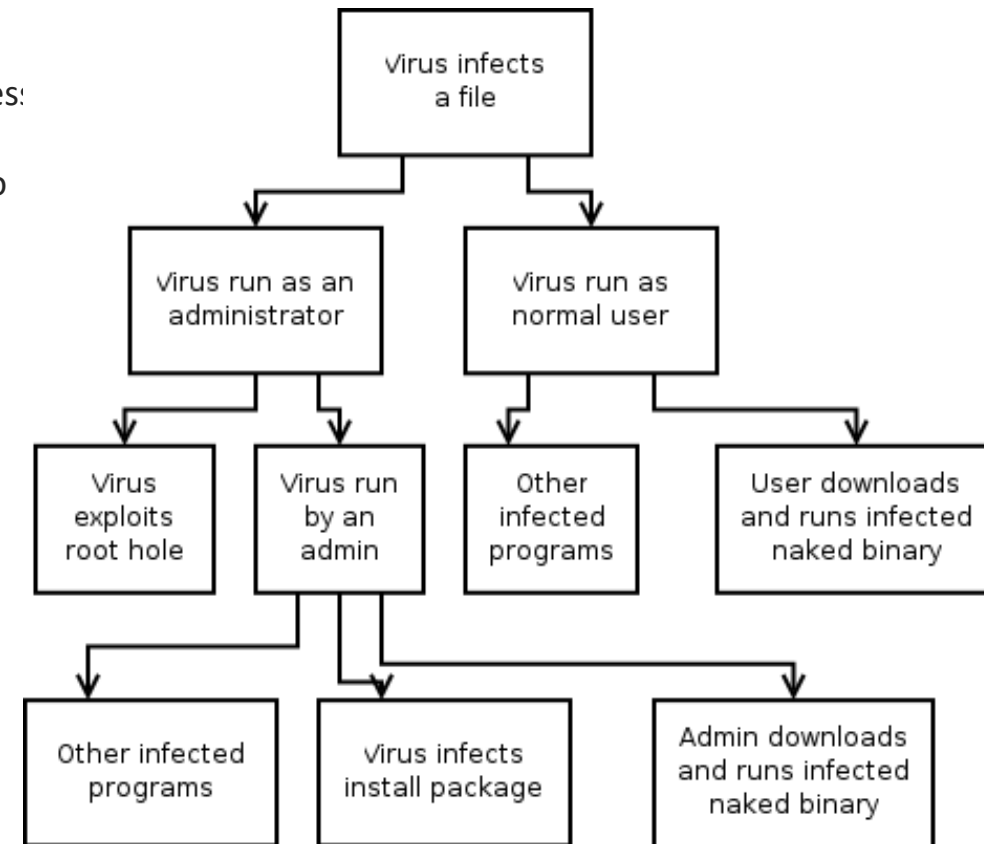 Virus infects
a file
Virus run as an
administrator
Virus run as
normal user
Virus
exploits
root hole
Virus run
by an
admin
Other
infected
programs
User downloads
and runs infected
naked binary
Other infected
programs
Virus infects
install package
Admin downloads
and runs infected
naked binary